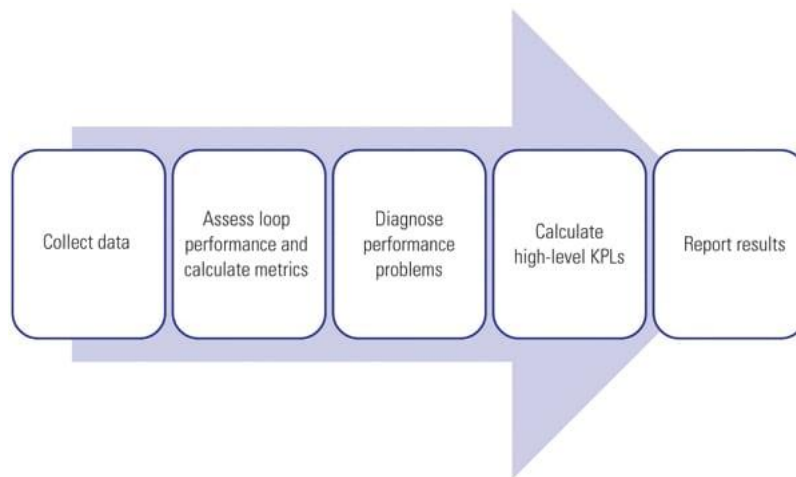 Collect data
Assess loop
performance and
calculate metrics
Diagnose
performance
problems
Calculate
high-level KPLs
Report results